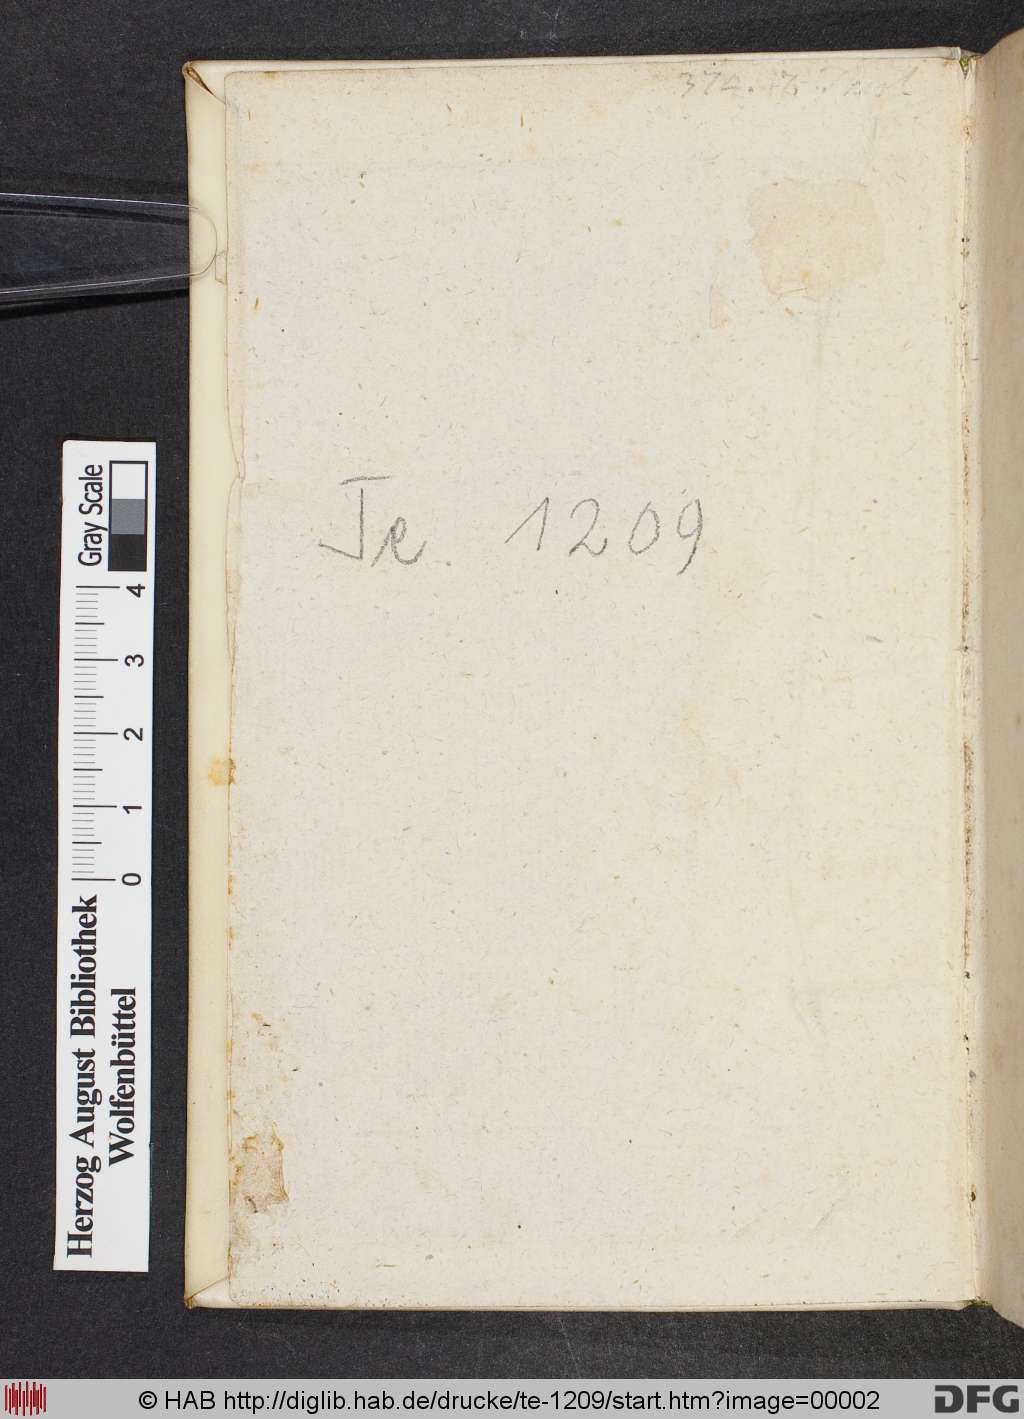 Te. 1209
Gray Scale
4
3
2
1
0
Herzog August Bibliothek
Wolfenbüttel
© HAB http://diglib.hab.de/drucke/te-1209/start.htm?image=00002
DFG